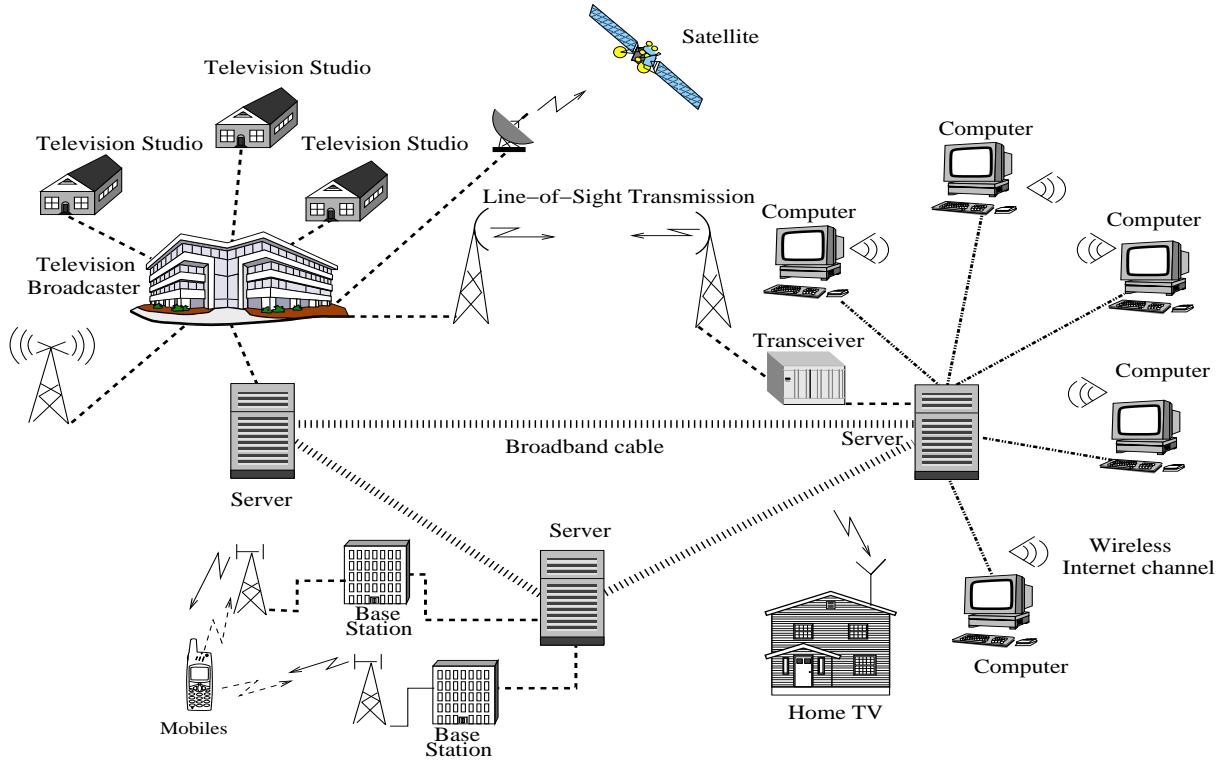 Satellite
Television Studio
Television Studio
Television Studio
Computer
Line−of−Sight Transmission
Computer
Computer
Television
Broadcaster
Transceiver
Computer
Server
Broadband cable
Server
Server
Wireless
Internet channel
Base
Station
Computer
Home TV
Mobiles
Base
Station